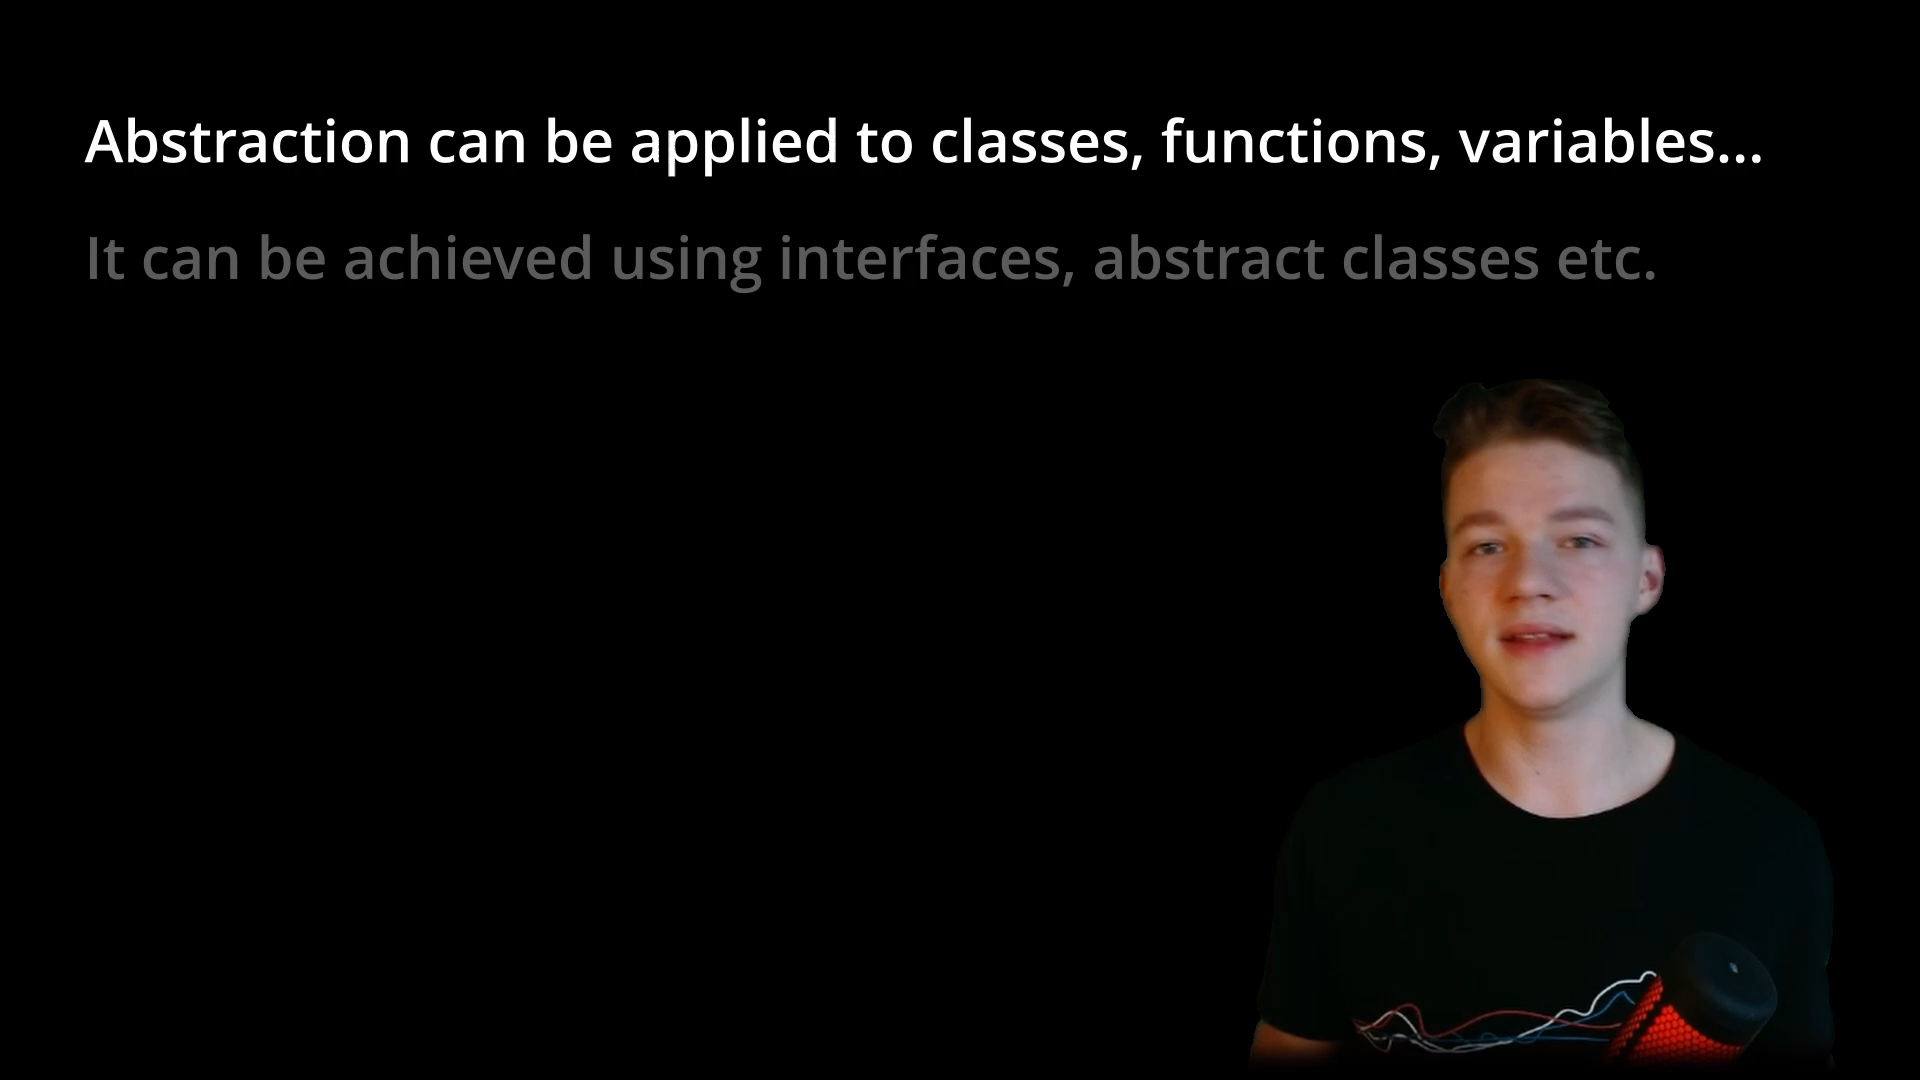 Abstraction can be applied to classes, functions, variables...
It can be achieved using interfaces, abstract classes etc.